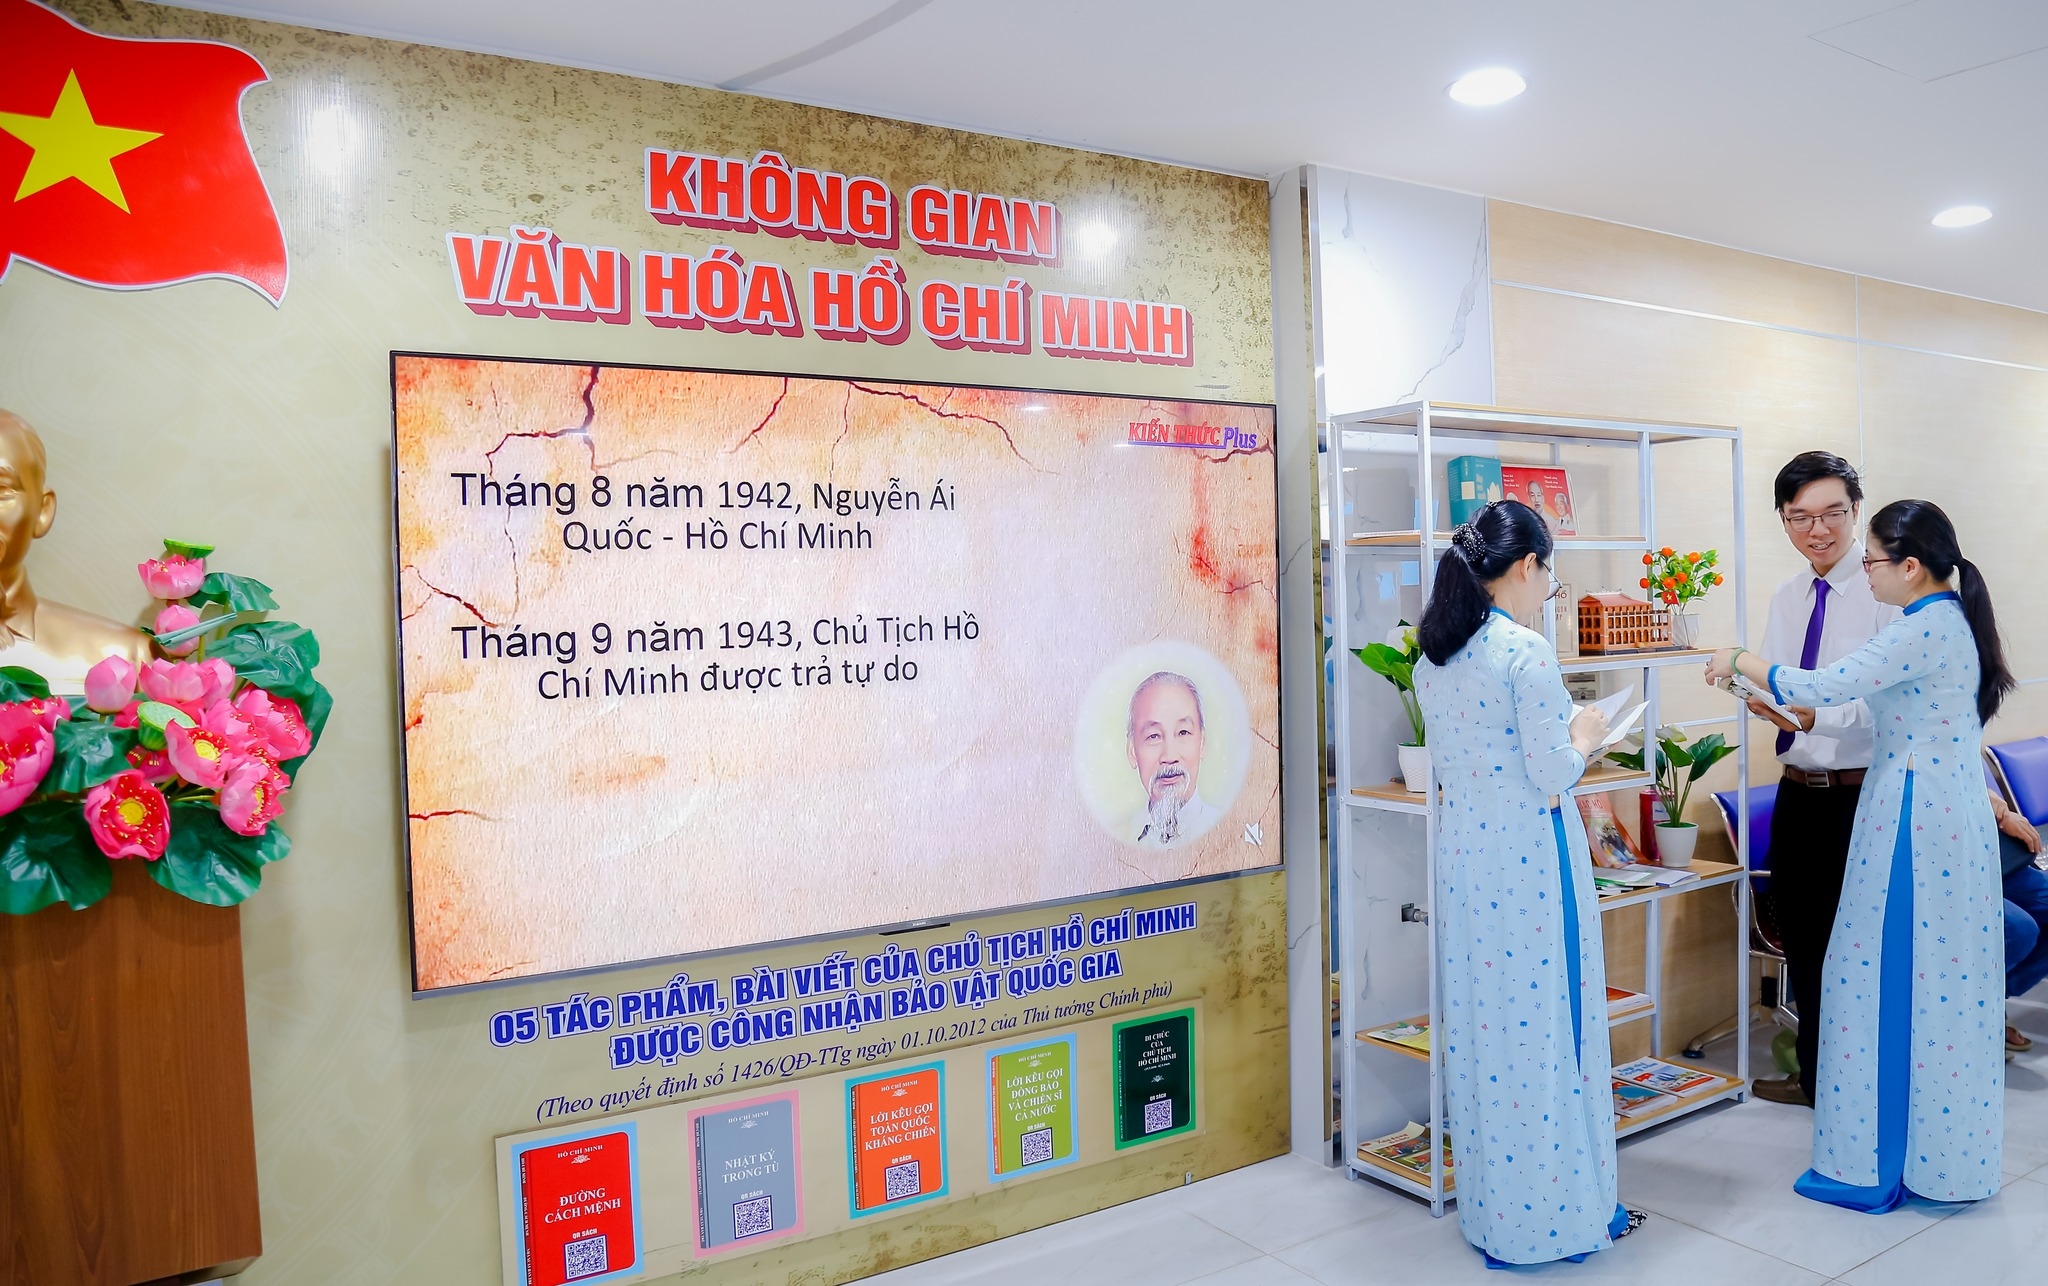 KHÔNG GIAN
VĂN HÓA HỒ CHÍ MINH
KIẾN THỨC Plus
Tháng 8 năm 1942, Nguyễn Ái
Quốc - Hồ Chí Minh
Tháng 9 năm 1943, Chủ Tịch Hồ
Chí Minh được trả tự do
05 TÁC PHẨM, BÀI VIẾT CỦA CHỦ TỊCH HỒ CHÍ MINH
ĐƯỢC CÔNG NHẬN BẢO VẬT QUỐC GIA
(Theo quyết định số 1426/QĐ-TTg ngày 01.10.2012 của Thủ tướng Chính phủ)
HỒ CHÍ MINH
ĐƯỜNG
CÁCH MỆNH
QR SÁCH
HỒ CHÍ MINH
NHẬT KÝ
TRONG TÙ
QR SÁCH
HỒ CHÍ MINH
LỜI KÊU GỌI
TOÀN QUỐC
KHÁNG CHIẾN
QR SÁCH
HỒ CHÍ MINH
LỜI KÊU GỌI
ĐỒNG BÀO
VÀ CHIẾN SĨ
CẢ NƯỚC
QR SÁCH
DI CHÚC
CỦA
CHỦ TỊCH
HỒ CHÍ MINH
QR SÁCH